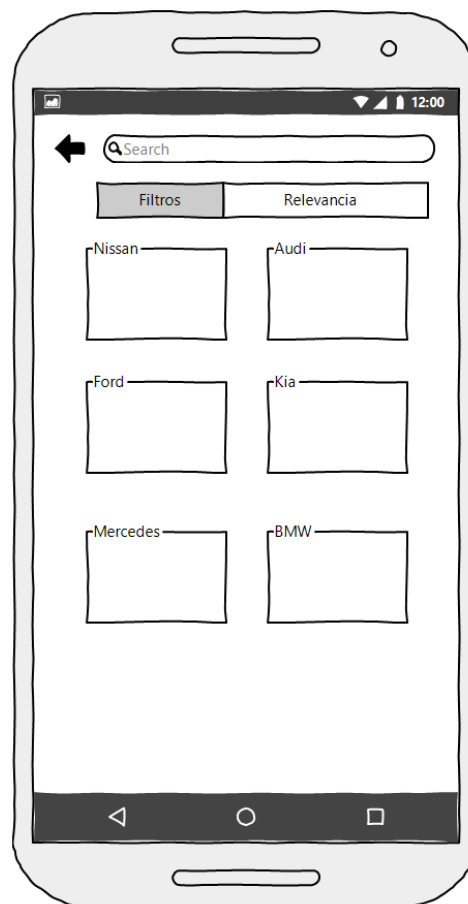 12:00
Search
Filtros Relevancia
Nissan Audi
Ford Kia
Mercedes BMW